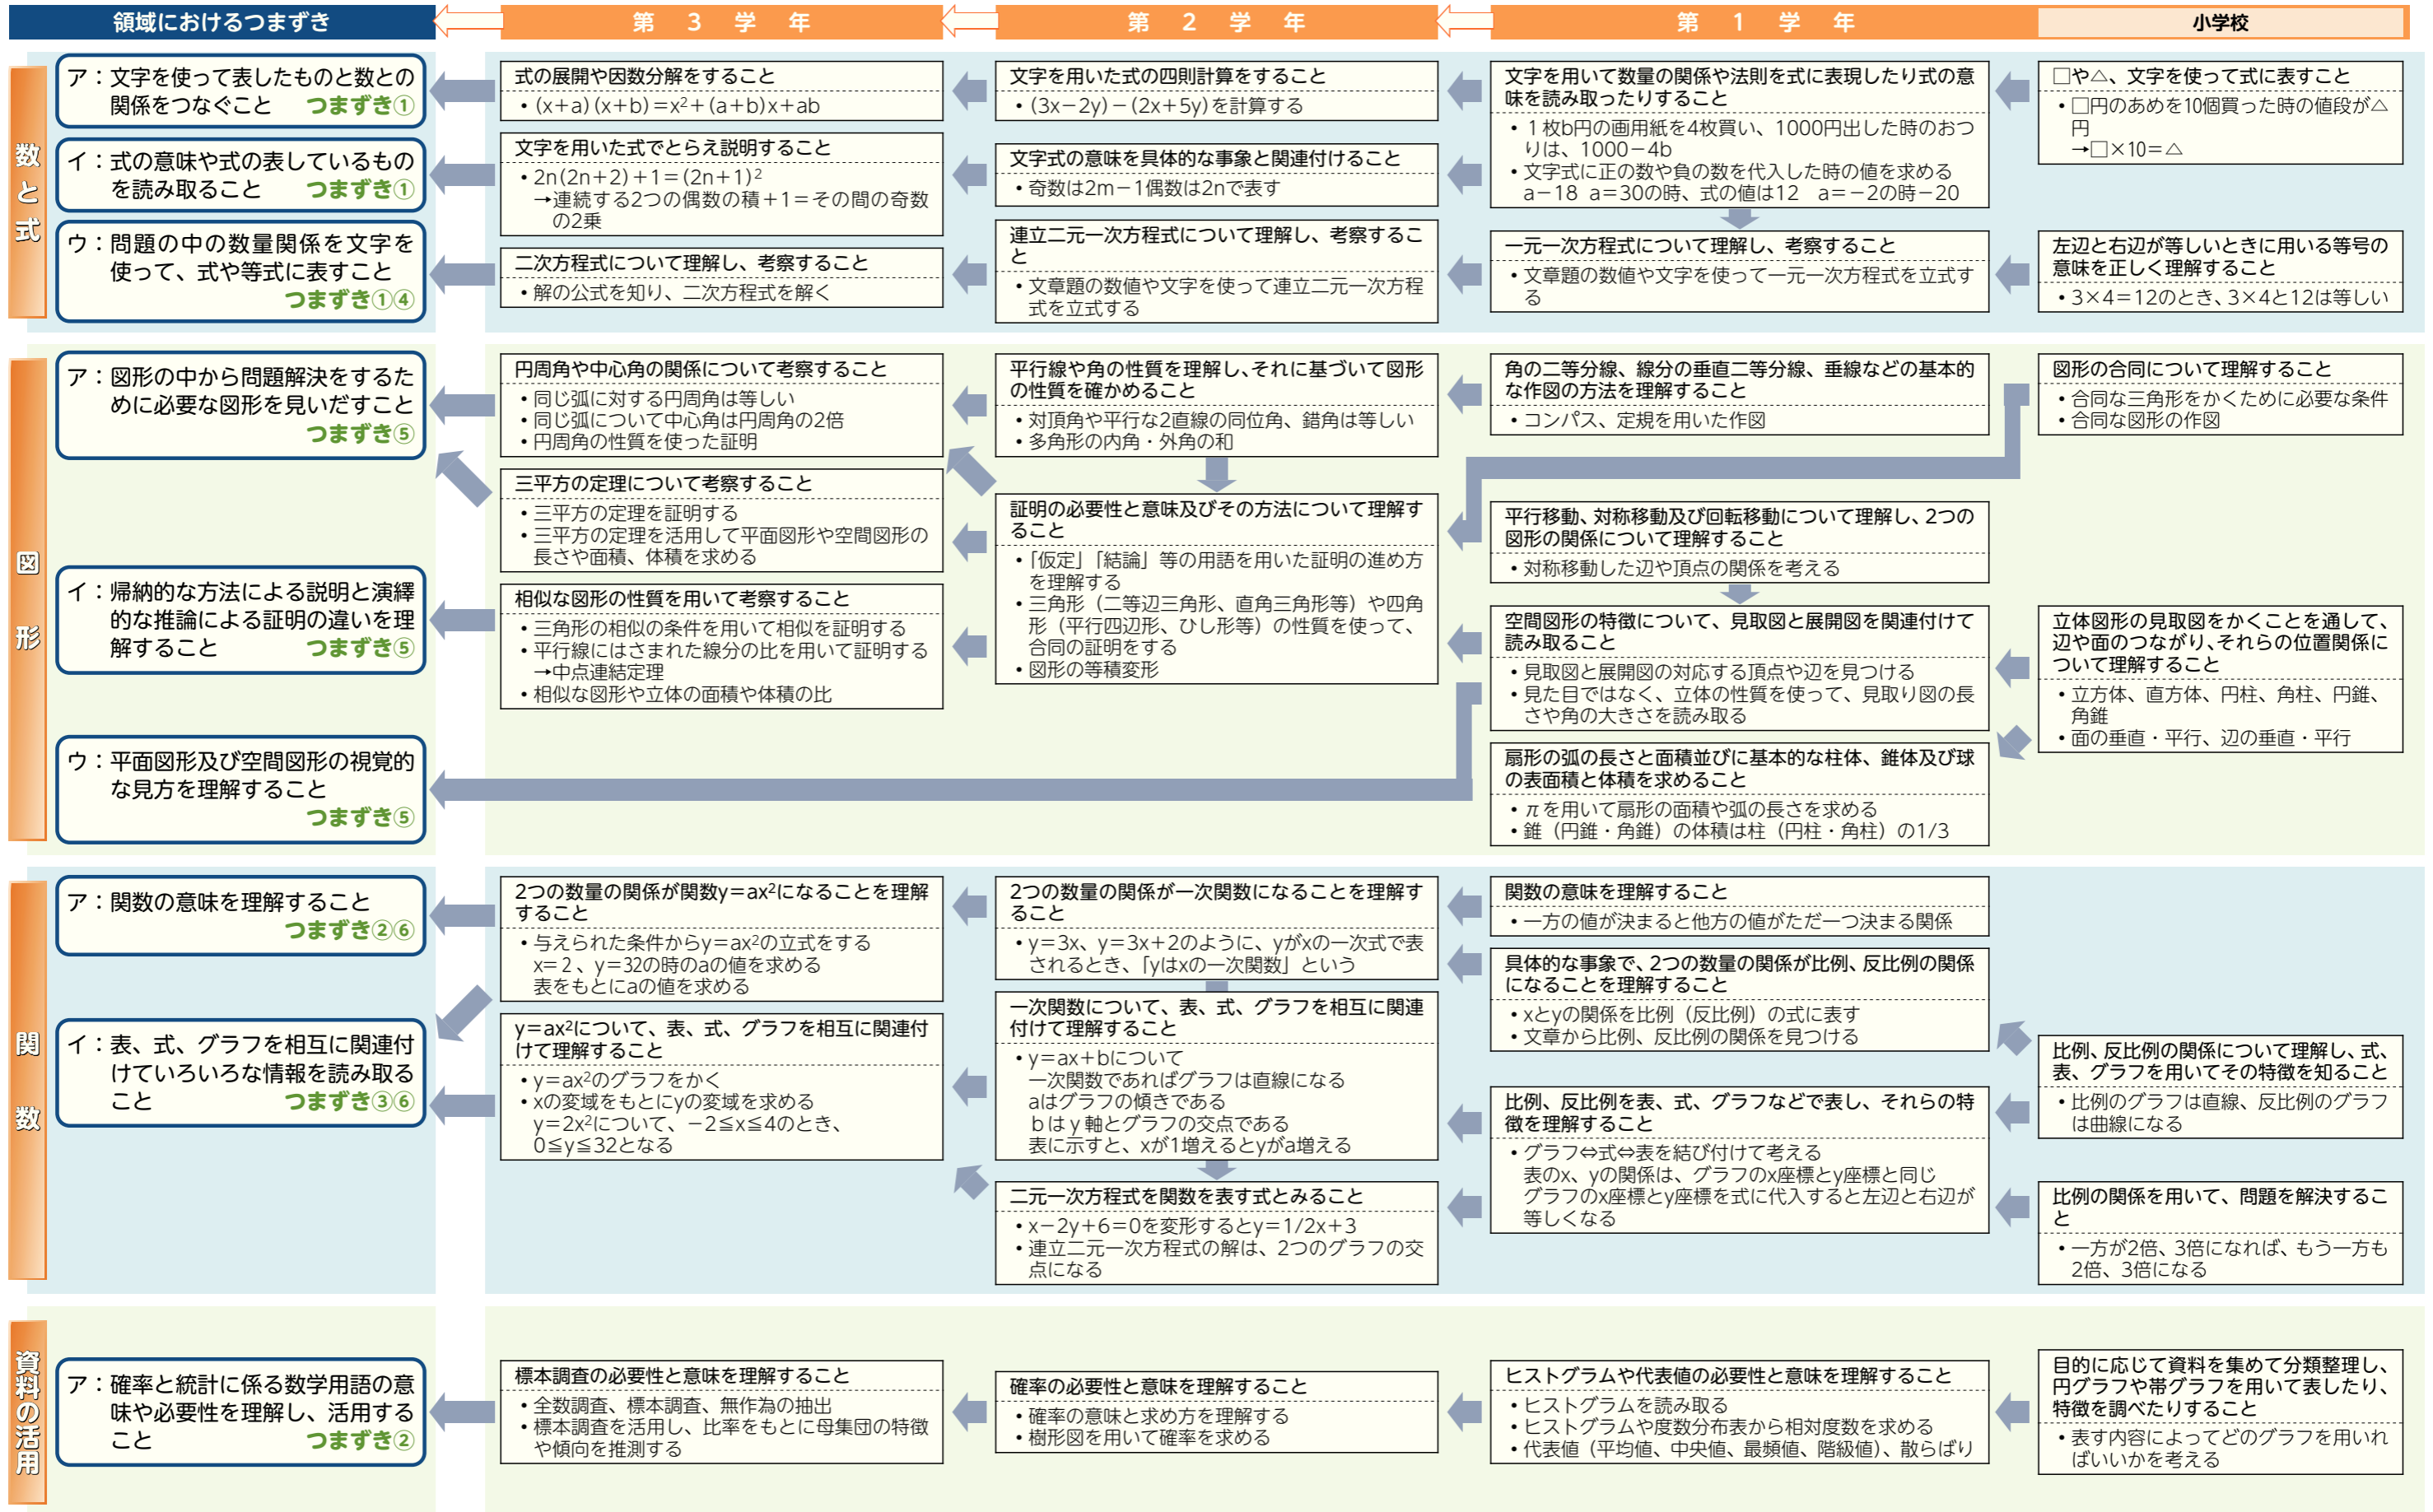 領域におけるつまずき
第　3　学　年
第　2　学　年
第　1　学　年
小学校
数と式
ア：文字を使って表したものと数との
関係をつなぐこと　つまずき①
イ：式の意味や式の表しているもの
を読み取ること　つまずき①
ウ：問題の中の数量関係を文字を
使って、式や等式に表すこと
つまずき①④
式の展開や因数分解をすること
・(x+a)(x+b)＝x²+(a+b)x+ab
文字を用いた式でとらえ説明すること
・2n(2n+2)+1＝(2n+1)²
→連続する2つの偶数の積＋1＝その間の奇数
の2乗
二次方程式について理解し、考察すること
・解の公式を知り、二次方程式を解く
文字を用いた式の四則計算をすること
・(3x−2y)−(2x+5y)を計算する
文字式の意味を具体的な事象と関連付けること
・奇数は2m−1偶数は2nで表す
連立二元一次方程式について理解し、考察するこ
と
・文章題の数値や文字を使って連立二元一次方程
式を立式する
文字を用いて数量の関係や法則を式に表現したり式の意
味を読み取ったりすること
・１枚b円の画用紙を4枚買い、1000円出した時のおつ
りは、1000−4b
・文字式に正の数や負の数を代入した時の値を求める
a−18 a=30の時、式の値は12　a=−2の時−20
一元一次方程式について理解し、考察すること
・文章題の数値や文字を使って一元一次方程式を立式す
る
□や△、文字を使って式に表すこと
・□円のあめを10個買った時の値段が△
円
→□×10=△
左辺と右辺が等しいときに用いる等号の
意味を正しく理解すること
・3×4=12のとき、3×4と12は等しい
図形
ア：図形の中から問題解決をするた
めに必要な図形を見いだすこと
つまずき⑤
イ：帰納的な方法による説明と演繹
的な推論による証明の違いを理
解すること　つまずき⑤
ウ：平面図形及び空間図形の視覚的
な見方を理解すること
つまずき⑤
円周角や中心角の関係について考察すること
・同じ弧に対する円周角は等しい
・同じ弧について中心角は円周角の2倍
・円周角の性質を使った証明
三平方の定理について考察すること
・三平方の定理を証明する
・三平方の定理を活用して平面図形や空間図形の
長さや面積、体積を求める
相似な図形の性質を用いて考察すること
・三角形の相似の条件を用いて相似を証明する
・平行線にはさまれた線分の比を用いて証明する
→中点連結定理
・相似な図形や立体の面積や体積の比
平行線や角の性質を理解し、それに基づいて図形
の性質を確かめること
・対頂角や平行な2直線の同位角、錯角は等しい
・多角形の内角・外角の和
証明の必要性と意味及びその方法について理解す
ること
・「仮定」「結論」等の用語を用いた証明の進め方
を理解する
・三角形（二等辺三角形、直角三角形等）や四角
形（平行四辺形、ひし形等）の性質を使って、
合同の証明をする
・図形の等積変形
角の二等分線、線分の垂直二等分線、垂線などの基本的
な作図の方法を理解すること
・コンパス、定規を用いた作図
平行移動、対称移動及び回転移動について理解し、2つの
図形の関係について理解すること
・対称移動した辺や頂点の関係を考える
空間図形の特徴について、見取図と展開図を関連付けて
読み取ること
・見取図と展開図の対応する頂点や辺を見つける
・見た目ではなく、立体の性質を使って、見取り図の長
さや角の大きさを読み取る
扇形の弧の長さと面積並びに基本的な柱体、錐体及び球
の表面積と体積を求めること
・πを用いて扇形の面積や弧の長さを求める
・錐（円錐・角錐）の体積は柱（円柱・角柱）の1/3
図形の合同について理解すること
・合同な三角形をかくために必要な条件
・合同な図形の作図
立体図形の見取図をかくことを通して、
辺や面のつながり、それらの位置関係に
ついて理解すること
・立方体、直方体、円柱、角柱、円錐、
角錐
・面の垂直・平行、辺の垂直・平行
関数
ア：関数の意味を理解すること
つまずき②⑥
イ：表、式、グラフを相互に関連付
けていろいろな情報を読み取る
こと　つまずき③⑥
2つの数量の関係が関数y=ax²になることを理解
すること
・与えられた条件からy=ax²の立式をする
x=２、y=32の時のaの値を求める
表をもとにaの値を求める
y=ax²について、表、式、グラフを相互に関連付
けて理解すること
・y=ax²のグラフをかく
・xの変域をもとにyの変域を求める
y=2x²について、−2≦x≦4のとき、
0≦y≦32となる
2つの数量の関係が一次関数になることを理解す
ること
・y=3x、y=3x+2のように、yがxの一次式で表
されるとき、「yはxの一次関数」という
一次関数について、表、式、グラフを相互に関連
付けて理解すること
・y=ax+bについて
一次関数であればグラフは直線になる
aはグラフの傾きである
ｂはｙ軸とグラフの交点である
表に示すと、xが1増えるとyがa増える
二元一次方程式を関数を表す式とみること
・x−2y+6=0を変形するとy=1/2x+3
・連立二元一次方程式の解は、2つのグラフの交
点になる
関数の意味を理解すること
・一方の値が決まると他方の値がただ一つ決まる関係
具体的な事象で、2つの数量の関係が比例、反比例の関係
になることを理解すること
・xとyの関係を比例（反比例）の式に表す
・文章から比例、反比例の関係を見つける
比例、反比例を表、式、グラフなどで表し、それらの特
徴を理解すること
・グラフ⇔式⇔表を結び付けて考える
表のx、yの関係は、グラフのx座標とy座標と同じ
グラフのx座標とy座標を式に代入すると左辺と右辺が
等しくなる
比例、反比例の関係について理解し、式、
表、グラフを用いてその特徴を知ること
・比例のグラフは直線、反比例のグラフ
は曲線になる
比例の関係を用いて、問題を解決するこ
と
・一方が2倍、3倍になれば、もう一方も
2倍、3倍になる
資料の活用
ア：確率と統計に係る数学用語の意
味や必要性を理解し、活用する
こと　つまずき②
標本調査の必要性と意味を理解すること
・全数調査、標本調査、無作為の抽出
・標本調査を活用し、比率をもとに母集団の特徴
や傾向を推測する
確率の必要性と意味を理解すること
・確率の意味と求め方を理解する
・樹形図を用いて確率を求める
ヒストグラムや代表値の必要性と意味を理解すること
・ヒストグラムを読み取る
・ヒストグラムや度数分布表から相対度数を求める
・代表値（平均値、中央値、最頻値、階級値）、散らばり
目的に応じて資料を集めて分類整理し、
円グラフや帯グラフを用いて表したり、
特徴を調べたりすること
・表す内容によってどのグラフを用いれ
ばいいかを考える